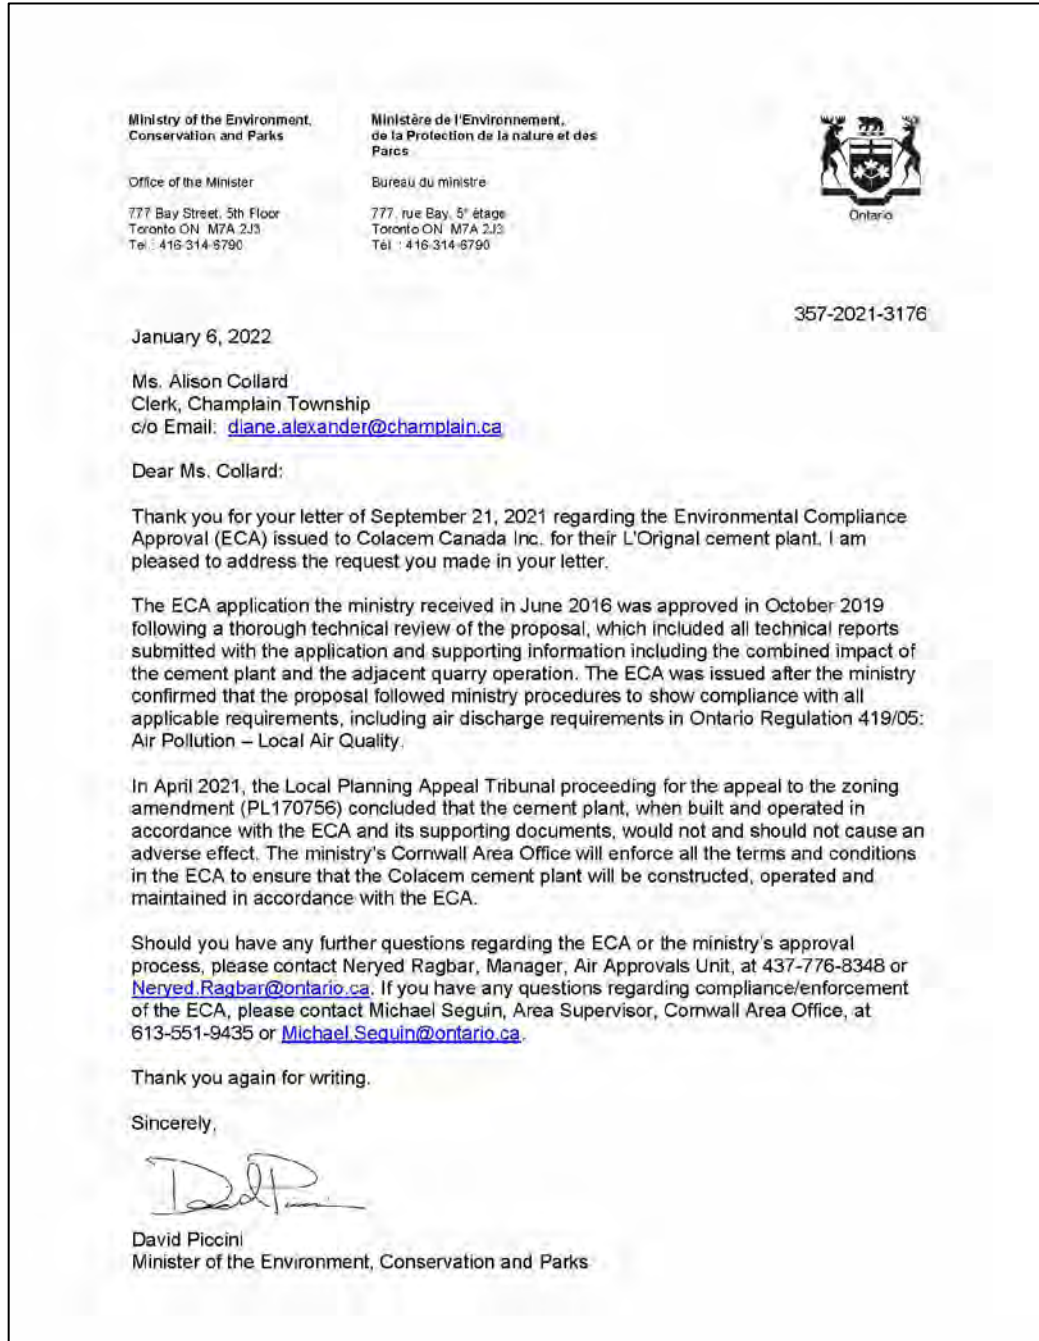 Ministry of the Environment,
Conservation and Parks
Office of the Minister
777 Bay Street, 5th Floor
Toronto ON M7A 2J3
Tel.: 416-314-6790
Ministère de l'Environnement,
de la Protection de la nature et des
Parcs
Bureau du ministre
777, rue Bay, 5e étage
Toronto ON M7A 2J3
Tél. : 416-314-6790
Ontario
357-2021-3176
January 6, 2022
Ms. Alison Collard
Clerk, Champlain Township
c/o Email: diane.alexander@champlain.ca
Dear Ms. Collard:
Thank you for your letter of September 21, 2021 regarding the Environmental Compliance
Approval (ECA) issued to Colacem Canada Inc. for their L'Orignal cement plant. I am
pleased to address the request you made in your letter.
The ECA application the ministry received in June 2016 was approved in October 2019
following a thorough technical review of the proposal, which included all technical reports
submitted with the application and supporting information including the combined impact of
the cement plant and the adjacent quarry operation. The ECA was issued after the ministry
confirmed that the proposal followed ministry procedures to show compliance with all
applicable requirements, including air discharge requirements in Ontario Regulation 419/05:
Air Pollution – Local Air Quality.
In April 2021, the Local Planning Appeal Tribunal proceeding for the appeal to the zoning
amendment (PL170756) concluded that the cement plant, when built and operated in
accordance with the ECA and its supporting documents, would not and should not cause an
adverse effect. The ministry's Cornwall Area Office will enforce all the terms and conditions
in the ECA to ensure that the Colacem cement plant will be constructed, operated and
maintained in accordance with the ECA.
Should you have any further questions regarding the ECA or the ministry's approval
process, please contact Neryed Ragbar, Manager, Air Approvals Unit, at 437-776-8348 or
Neryed.Ragbar@ontario.ca. If you have any questions regarding compliance/enforcement
of the ECA, please contact Michael Seguin, Area Supervisor, Cornwall Area Office, at
613-551-9435 or Michael.Seguin@ontario.ca.
Thank you again for writing.
Sincerely,
David Piccini
Minister of the Environment, Conservation and Parks